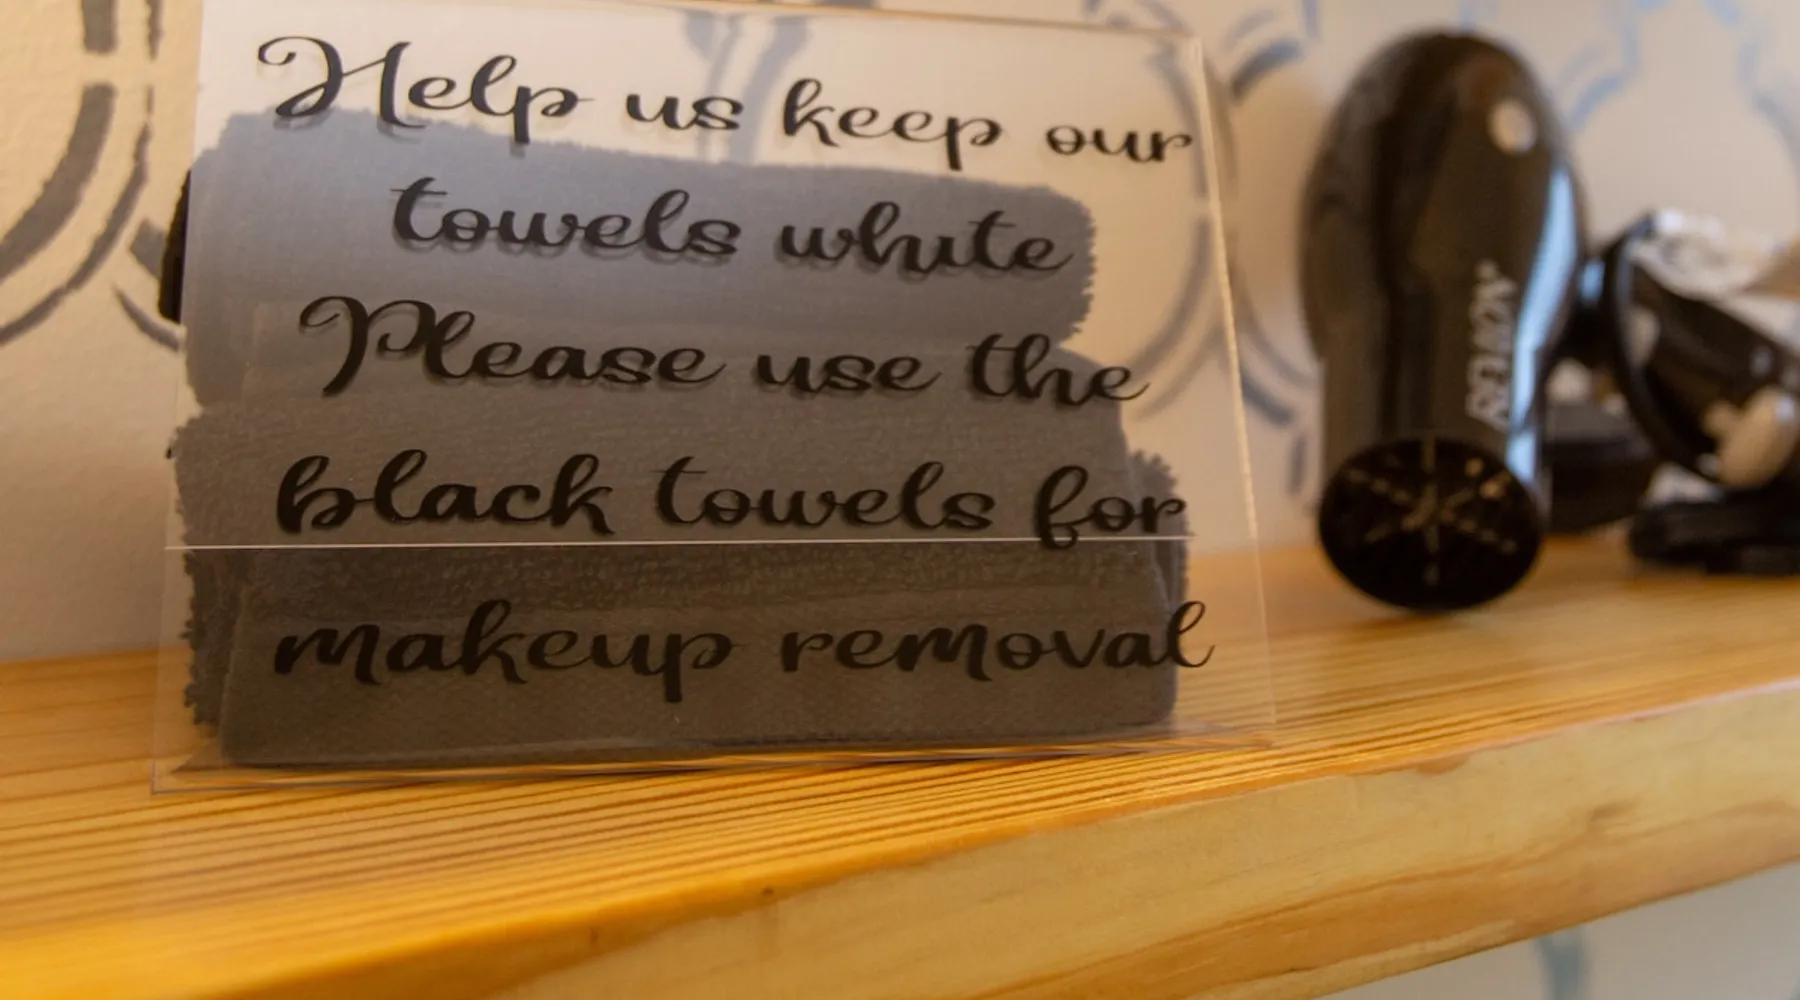 Help us keep our
towels white
Please use the
black towels for
makeup removal